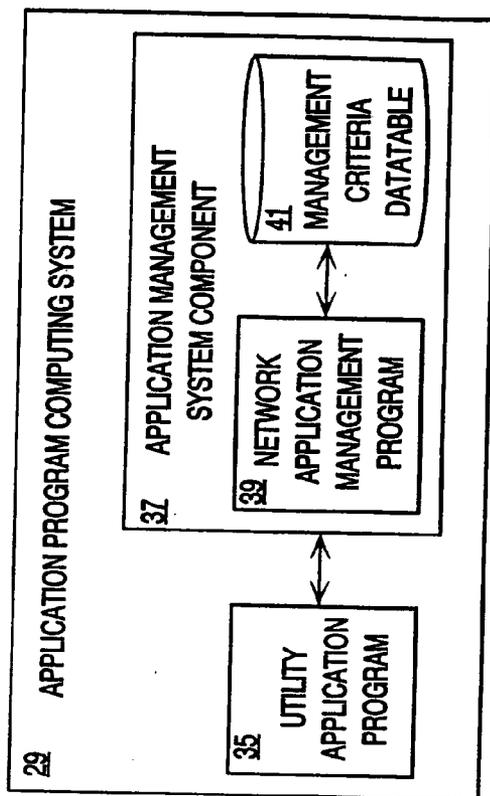 29 APPLICATION PROGRAM COMPUTING SYSTEM
35 UTILITY
APPLICATION
PROGRAM
37 APPLICATION MANAGEMENT
SYSTEM COMPONENT
39 NETWORK
APPLICATION
MANAGEMENT
PROGRAM
41 MANAGEMENT
CRITERIA
DATATABLE